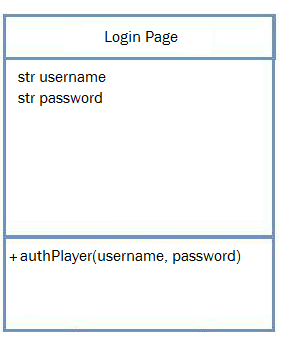 Login Page
str username
str password
+authPlayer(username, password)